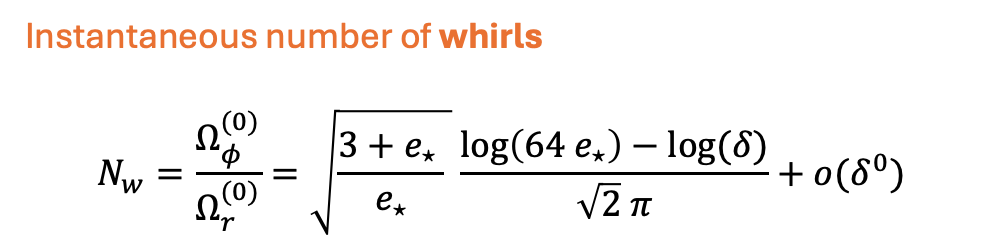 Instantaneous number of whirls
N_w = Ω_ϕ^(0) / Ω_r^(0) = √((3 + e_⋆) / e_⋆) (log(64 e_⋆) − log(δ)) / (√2 π) + o(δ^0)